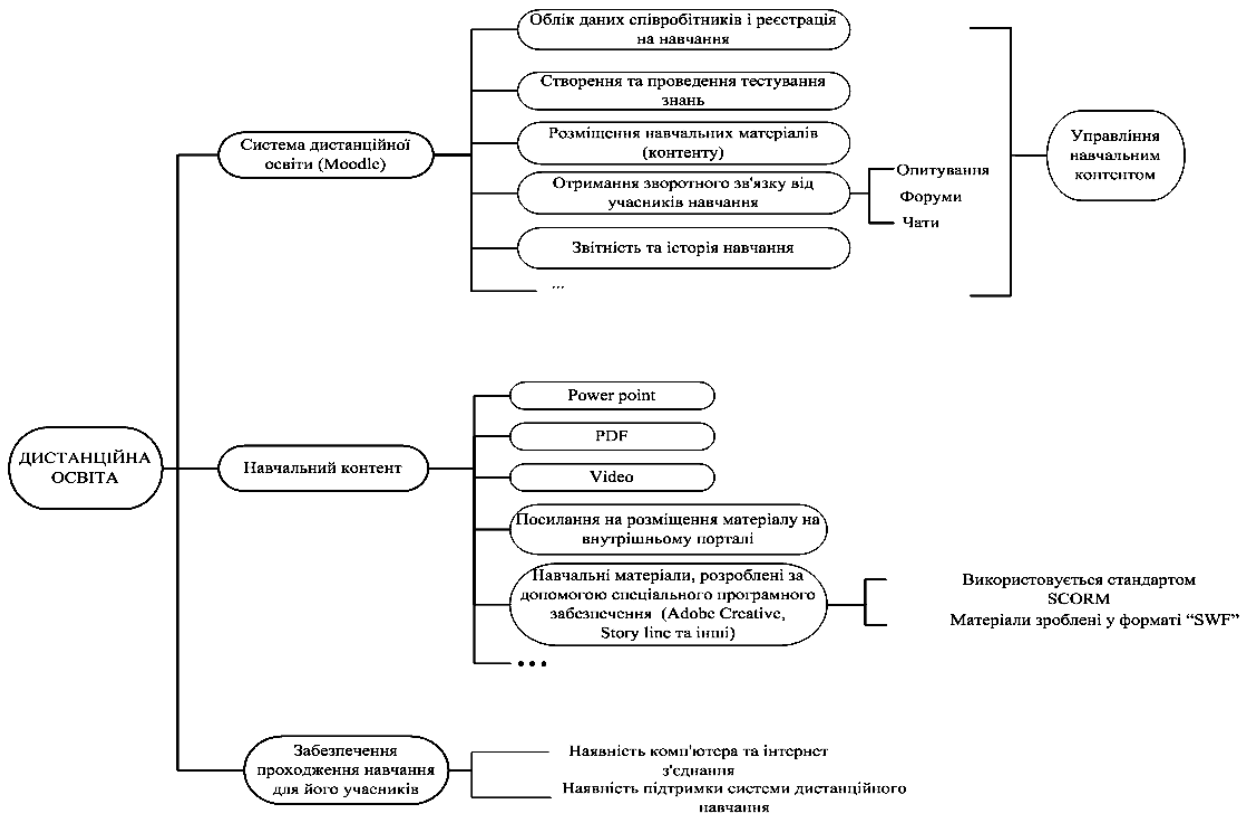 Облік даних співробітників і реєстрація
на навчання
Створення та проведення тестування
знань
Система дистанційної
освіти (Moodle)
Розміщення навчальних матеріалів
(контенту)
Управління
навчальним
контентом
Отримання зворотного зв'язку від
учасників навчання
Опитування
Форуми
Чати
Звітність та історія навчання
...
ДИСТАНЦІЙНА
ОСВІТА
Навчальний контент
Power point
PDF
Video
Посилання на розміщення матеріалу на
внутрішньому порталі
Навчальні матеріали, розроблені за
допомогою спеціального програмного
забезпечення (Adobe Creative,
Story line та інші)
Використовується стандартом
SCORM
Матеріали зроблені у форматі “SWF”
...
Забезпечення
проходження навчання
для його учасників
Наявність комп'ютера та інтернет
з'єднання
Наявність підтримки системи дистанційного
навчання